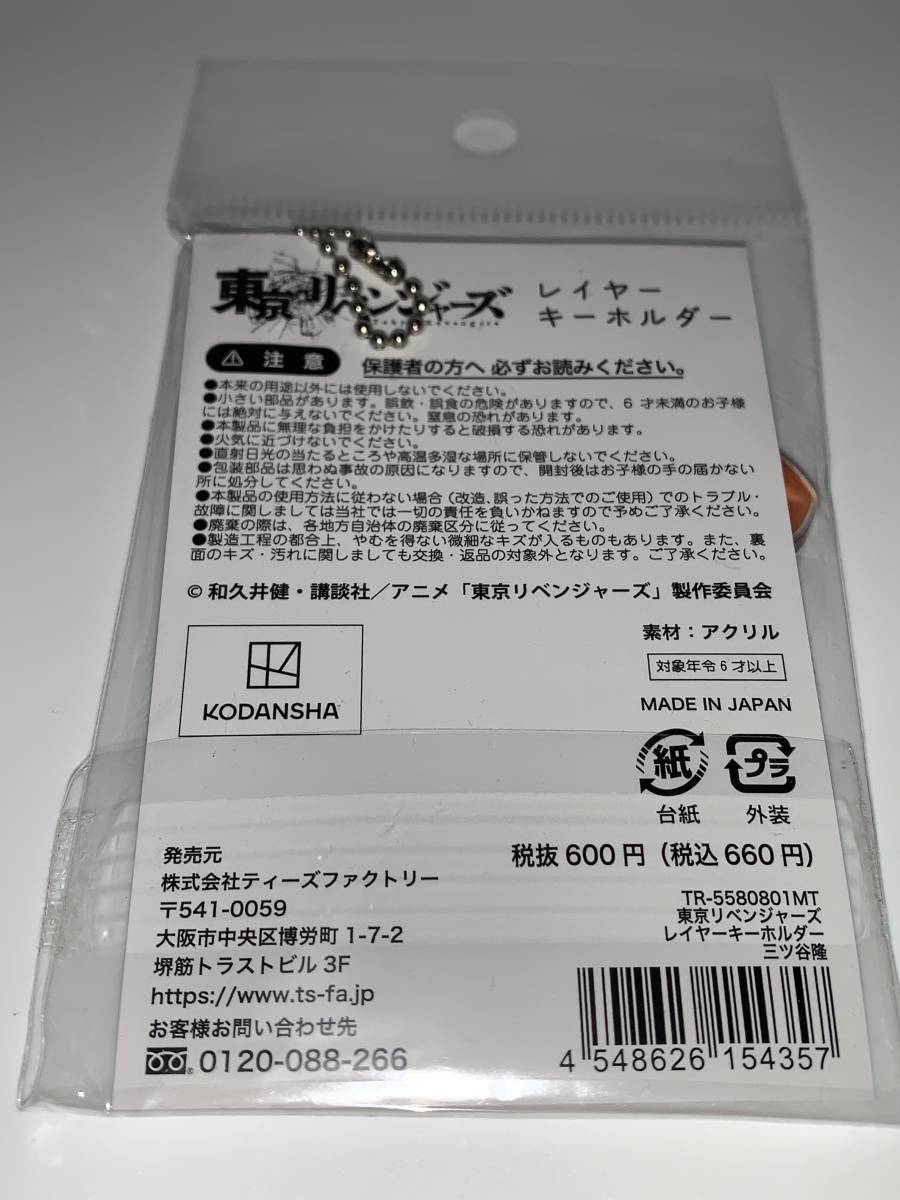 東京リベンジャーズ
レイヤー
キーホルダー
注意 保護者の方へ 必ずお読みください。
●本来の用途以外には使用しないでください。
●小さい部品があります。誤飲・誤食の危険がありますので、6才未満のお子様
には絶対に与えないでください。窒息の恐れがあります。
●本製品に無理な負担をかけたりすると破損する恐れがあります。
●火気に近づけないでください。
●直射日光の当たるところや高温多湿な場所に保管しないでください。
●包装部品は思わぬ事故の原因になりますので、開封後はお子様の手の届かない
所に処分してください。
●本製品の使用方法に従わない場合（改造、誤った方法でのご使用）でのトラブル・
故障に関しましては当社では一切の責任を負いかねますので予めご了承ください。
●廃棄の際は、各地方自治体の廃棄区分に従ってください。
●製造工程の都合上、やむを得ない微細なキズが入るものもあります。また、裏
面のキズ・汚れに関しましても交換・返品の対象外となります。ご了承ください。
© 和久井健・講談社／アニメ「東京リベンジャーズ」製作委員会
KODANSHA
素材：アクリル
対象年令6才以上
MADE IN JAPAN
紙 プラ
台紙 外装
税抜 600 円（税込 660 円）
発売元
株式会社ティーズファクトリー
〒541-0059
大阪市中央区博労町 1-7-2
堺筋トラストビル 3F
https://www.ts-fa.jp
お客様お問い合わせ先
0120-088-266
TR-5580801MT
東京リベンジャーズ
レイヤーキーホルダー
三ツ谷隆
4 548626 154357